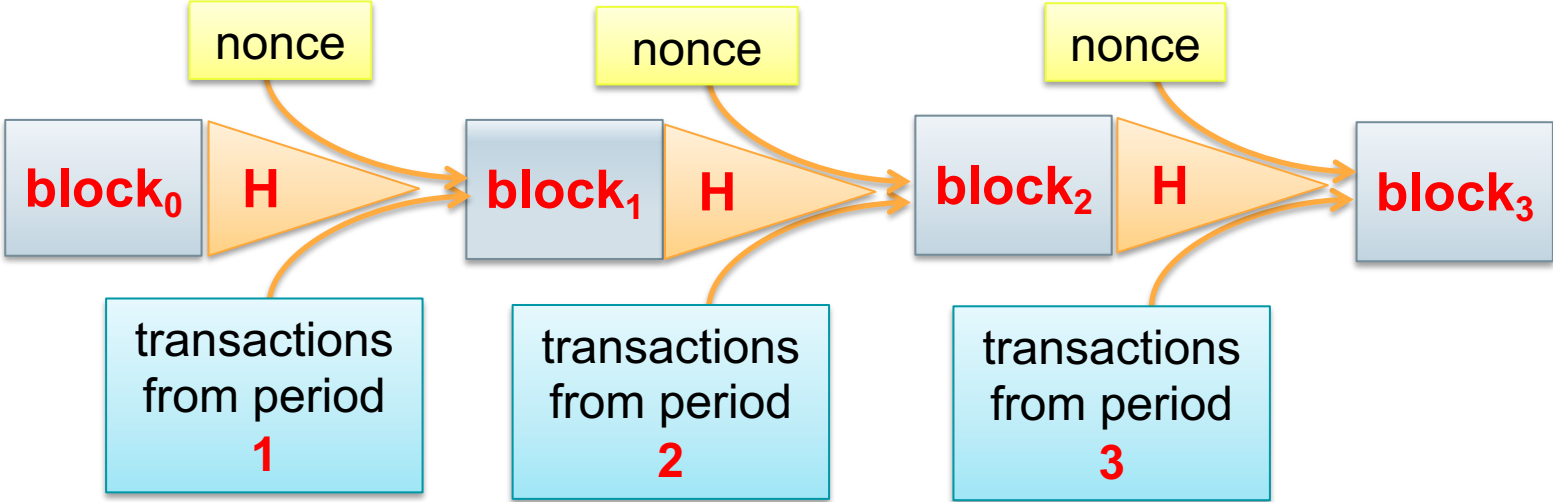 nonce
nonce
nonce
block₀ H block₁ H block₂ H block₃
transactions
from period
1
transactions
from period
2
transactions
from period
3